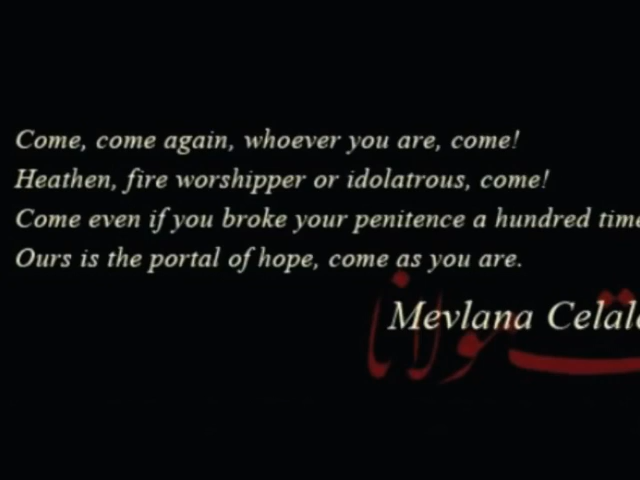 Come, come again, whoever you are, come!
Heathen, fire worshipper or idolatrous, come!
Come even if you broke your penitence a hundred time
Ours is the portal of hope, come as you are.
Mevlana Celale
مولانا